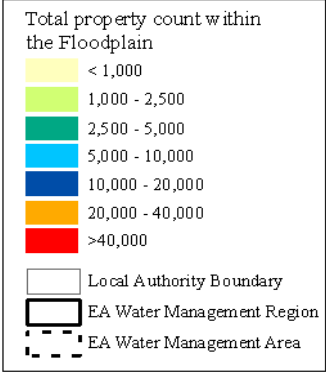 Total property count within
the Floodplain
< 1,000
1,000 - 2,500
2,500 - 5,000
5,000 - 10,000
10,000 - 20,000
20,000 - 40,000
>40,000
Local Authority Boundary
EA Water Management Region
EA Water Management Area